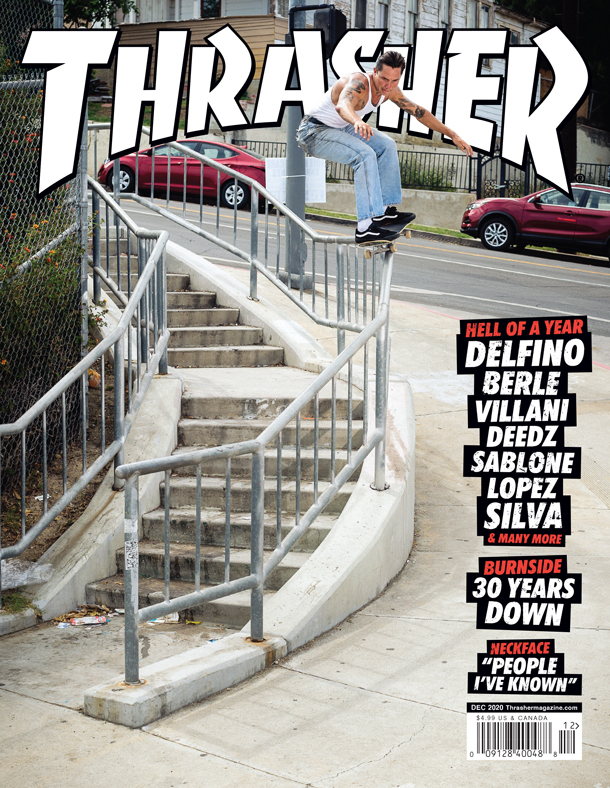 THRASHER
HELL OF A YEAR
DELFINO
BERLE
VILLANI
DEEDZ
SABLONE
LOPEZ
SILVA
& MANY MORE
BURNSIDE
30 YEARS
DOWN
NECKFACE
“PEOPLE
I’VE KNOWN”
DEC 2020 Thrashermagazine.com
$4.99 US & CANADA
12>
0 09128 40048 8